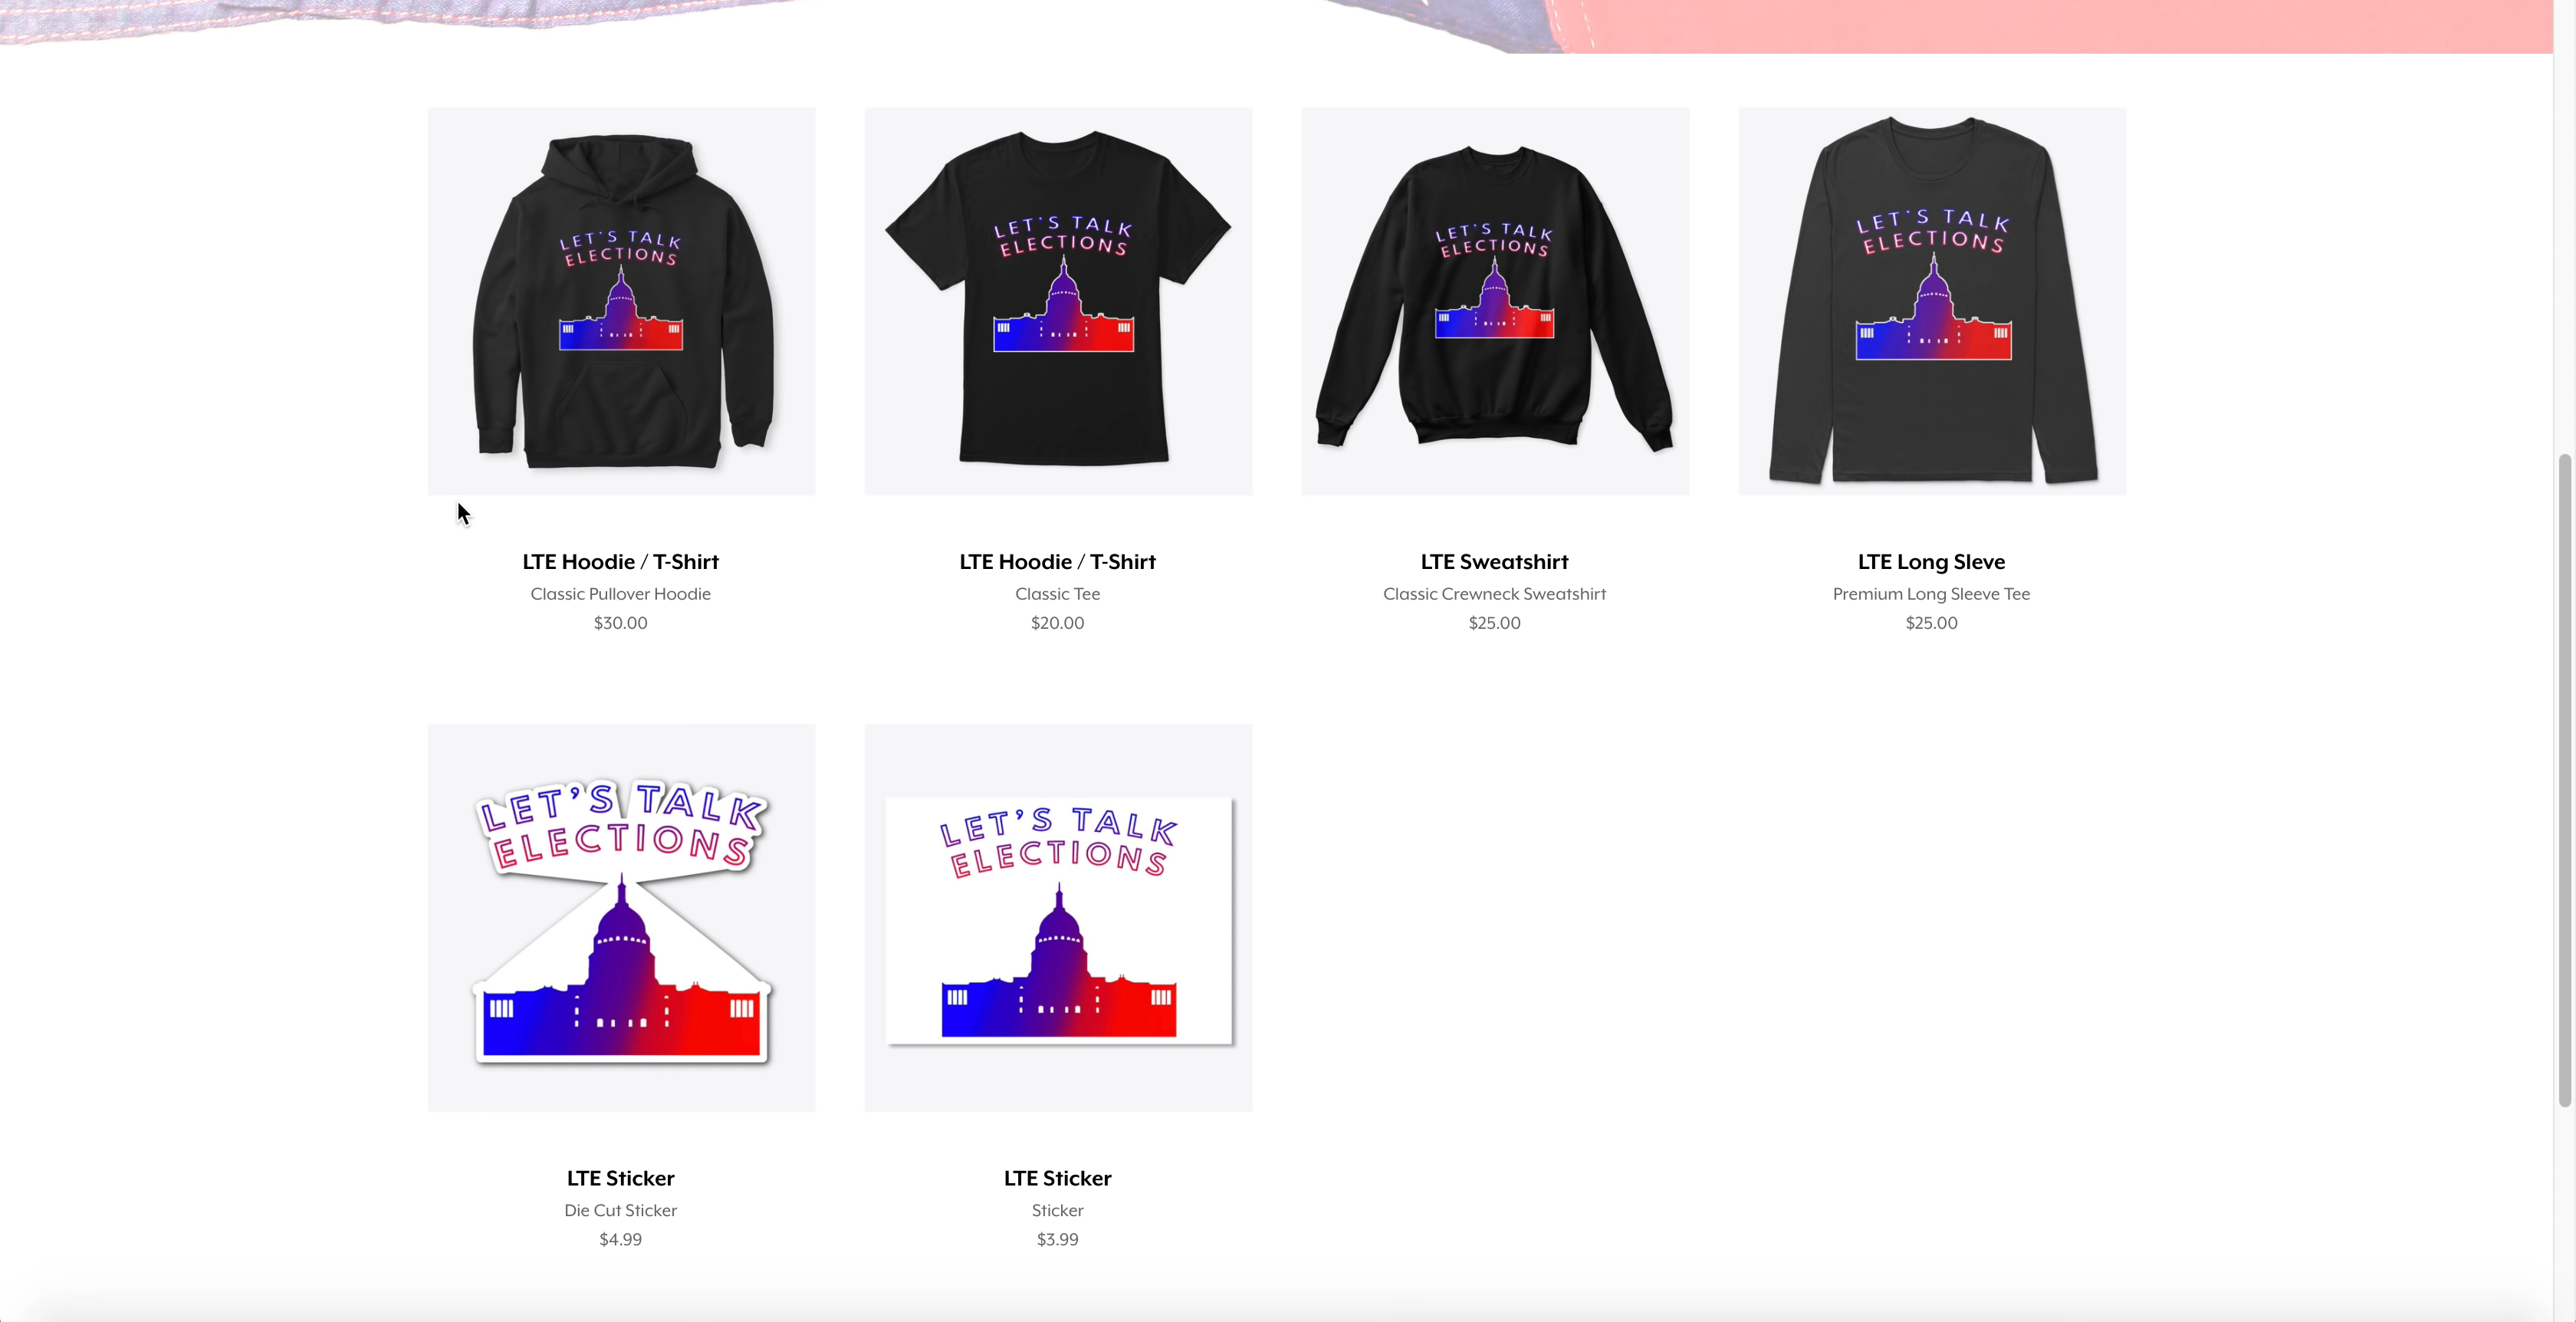 LET'S TALK
ELECTIONS
LET'S TALK
ELECTIONS
LET'S TALK
ELECTIONS
LET'S TALK
ELECTIONS
LTE Hoodie / T-Shirt
Classic Pullover Hoodie
$30.00
LTE Hoodie / T-Shirt
Classic Tee
$20.00
LTE Sweatshirt
Classic Crewneck Sweatshirt
$25.00
LTE Long Sleve
Premium Long Sleeve Tee
$25.00
LET'S TALK
ELECTIONS
LET'S TALK
ELECTIONS
LTE Sticker
Die Cut Sticker
$4.99
LTE Sticker
Sticker
$3.99